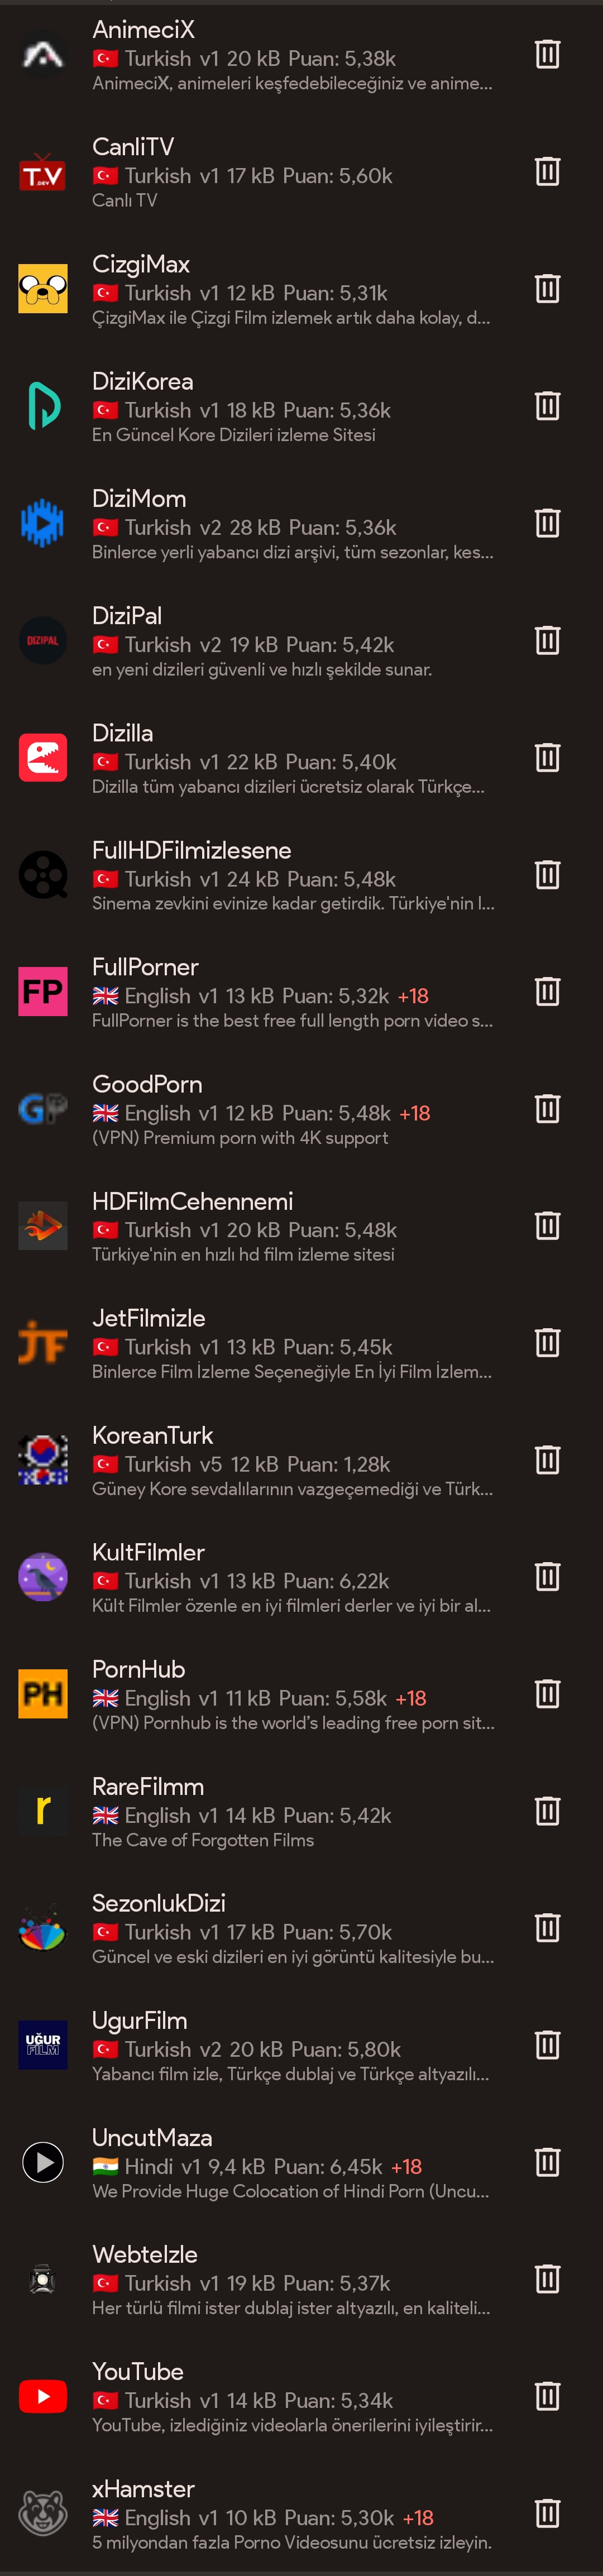 AnimeciX
Turkish v1 20 kB Puan: 5,38k
AnimeciX, animeleri keşfedebileceğiniz ve anime...
T.V
.DEV
CanliTV
Turkish v1 17 kB Puan: 5,60k
Canlı TV
CizgiMax
Turkish v1 12 kB Puan: 5,31k
ÇizgiMax ile Çizgi Film izlemek artık daha kolay, d...
DiziKorea
Turkish v1 18 kB Puan: 5,36k
En Güncel Kore Dizileri izleme Sitesi
DiziMom
Turkish v2 28 kB Puan: 5,36k
Binlerce yerli yabancı dizi arşivi, tüm sezonlar, kes...
DIZIPAL
DiziPal
Turkish v2 19 kB Puan: 5,42k
en yeni dizileri güvenli ve hızlı şekilde sunar.
Dizilla
Turkish v1 22 kB Puan: 5,40k
Dizilla tüm yabancı dizileri ücretsiz olarak Türkçe...
FullHDFilmizlesene
Turkish v1 24 kB Puan: 5,48k
Sinema zevkini evinize kadar getirdik. Türkiye'nin l...
FP
FullPorner
English v1 13 kB Puan: 5,32k +18
FullPorner is the best free full length porn video s...
GP
GoodPorn
English v1 12 kB Puan: 5,48k +18
(VPN) Premium porn with 4K support
HDFilmCehennemi
Turkish v1 20 kB Puan: 5,48k
Türkiye'nin en hızlı hd film izleme sitesi
JF
JetFilmizle
Turkish v1 13 kB Puan: 5,45k
Binlerce Film İzleme Seçeneğiyle En İyi Film İzlem...
KoreanTurk
Turkish v5 12 kB Puan: 1,28k
Güney Kore sevdalılarının vazgeçemediği ve Türk...
KultFilmler
Turkish v1 13 kB Puan: 6,22k
Kült Filmler özenle en iyi filmleri derler ve iyi bir al...
PH
PornHub
English v1 11 kB Puan: 5,58k +18
(VPN) Pornhub is the world's leading free porn sit...
r
RareFilmm
English v1 14 kB Puan: 5,42k
The Cave of Forgotten Films
SezonlukDizi
Turkish v1 17 kB Puan: 5,70k
Güncel ve eski dizileri en iyi görüntü kalitesiyle bu...
UĞUR
FILM
UgurFilm
Turkish v2 20 kB Puan: 5,80k
Yabancı film izle, Türkçe dublaj ve Türkçe altyazılı...
UncutMaza
Hindi v1 9,4 kB Puan: 6,45k +18
We Provide Huge Colocation of Hindi Porn (Uncu...
WebteIzle
Turkish v1 19 kB Puan: 5,37k
Her türlü filmi ister dublaj ister altyazılı, en kaliteli...
YouTube
Turkish v1 14 kB Puan: 5,34k
YouTube, izlediğiniz videolarla önerilerini iyileştirir...
xHamster
English v1 10 kB Puan: 5,30k +18
5 milyondan fazla Porno Videosunu ücretsiz izleyin.